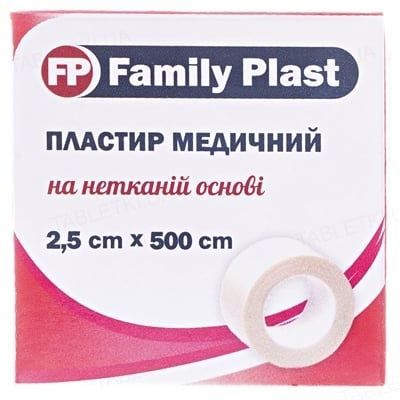 FP Family Plast
ПЛАСТИР МЕДИЧНИЙ
на нетканій основі
2,5 cm x 500 cm